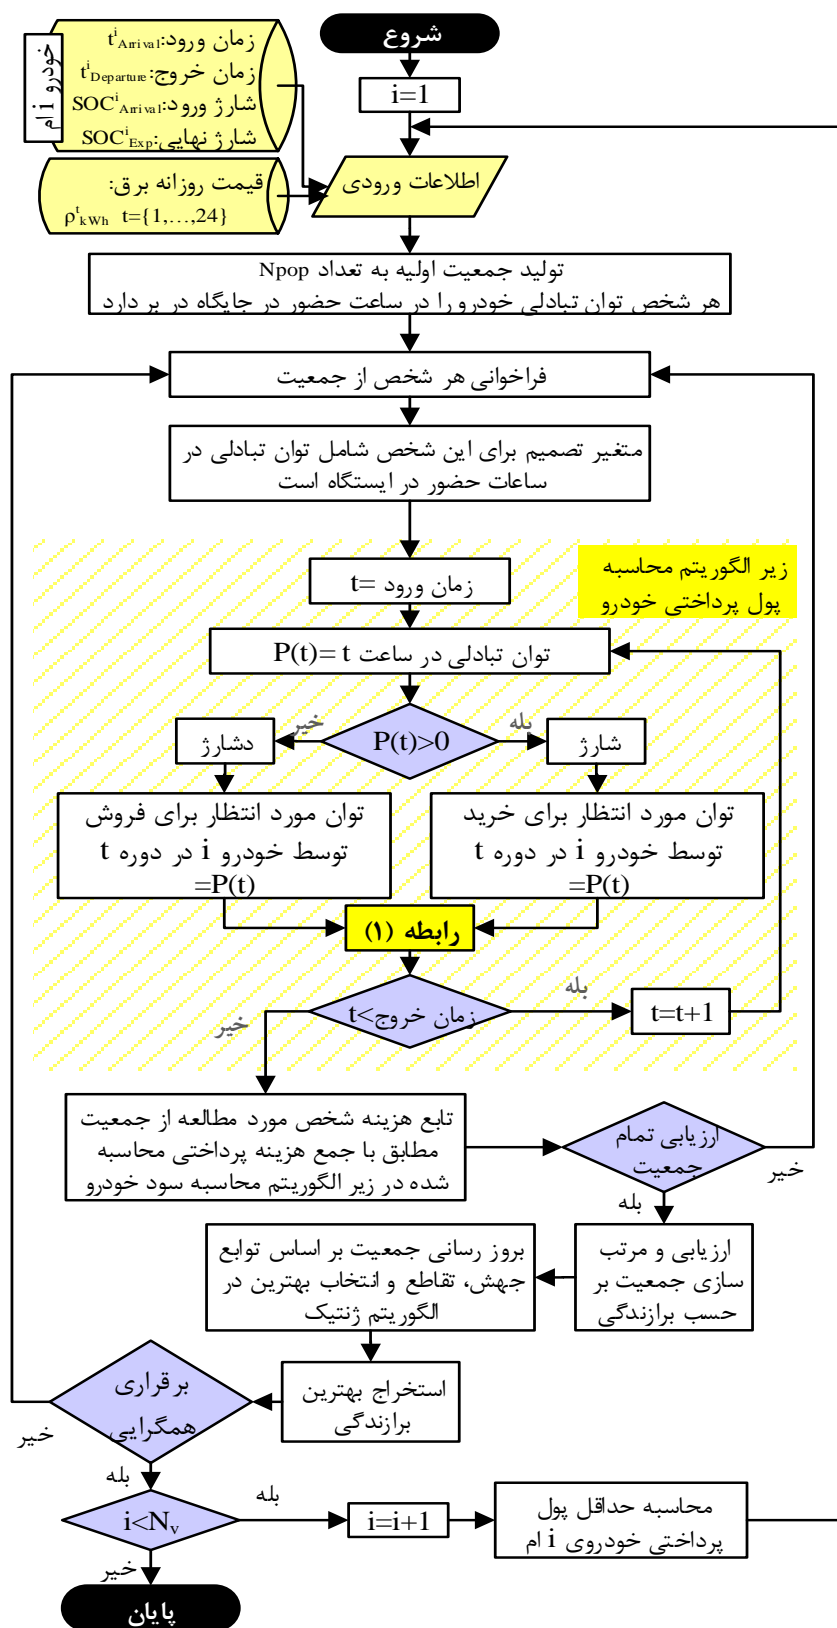 شروع
i=1
خودرو i ام
زمان ورود:t^i_Arrival
زمان خروج:t^i_Departure
شارژ ورود:SOC^i_Arrival
شارژ نهایی:SOC^i_Exp
قیمت روزانه برق:
ρ^t_kWh t={1,…,24}
اطلاعات ورودی
تولید جمعیت اولیه به تعداد Npop
هر شخص توان تبادلی خودرو را در ساعت حضور در جایگاه در بر دارد
فراخوانی هر شخص از جمعیت
متغیر تصمیم برای این شخص شامل توان تبادلی در
ساعات حضور در ایستگاه است
زیر الگوریتم محاسبه
پول پرداختی خودرو
t= زمان ورود
P(t)= توان تبادلی در ساعت t
P(t)>0
بله
خیر
شارژ
دشارژ
توان مورد انتظار برای خرید
توسط خودرو i در دوره t
=P(t)
توان مورد انتظار برای فروش
توسط خودرو i در دوره t
=P(t)
رابطه (۱)
t<زمان خروج
بله
خیر
t=t+1
تابع هزینه شخص مورد مطالعه از جمعیت
مطابق با جمع هزینه پرداختی محاسبه
شده در زیر الگوریتم محاسبه سود خودرو
ارزیابی تمام
جمعیت
خیر
بله
ارزیابی و مرتب
سازی جمعیت بر
حسب برازندگی
بروز رسانی جمعیت بر اساس توابع
جهش، تقاطع و انتخاب بهترین در
الگوریتم ژنتیک
استخراج بهترین
برازندگی
برقراری
همگرایی
خیر
بله
i<N_v
بله
خیر
i=i+1
محاسبه حداقل پول
پرداختی خودروی i ام
پایان